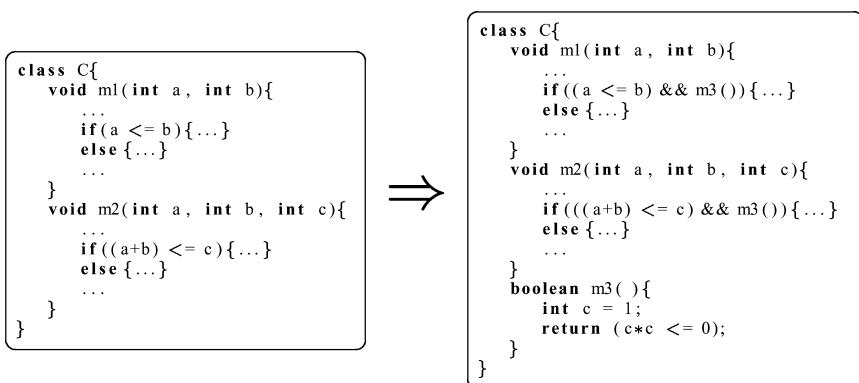 class C{
void m1(int a, int b){
...
if(a <= b){...}
else{...}
...
}
void m2(int a, int b, int c){
...
if((a+b) <= c){...}
else{...}
...
}
}
⇒
class C{
void m1(int a, int b){
...
if((a <= b) && m3()){...}
else{...}
...
}
void m2(int a, int b, int c){
...
if(((a+b) <= c) && m3()){...}
else{...}
...
}
boolean m3( ){
int c = 1;
return (c*c <= 0);
}
}